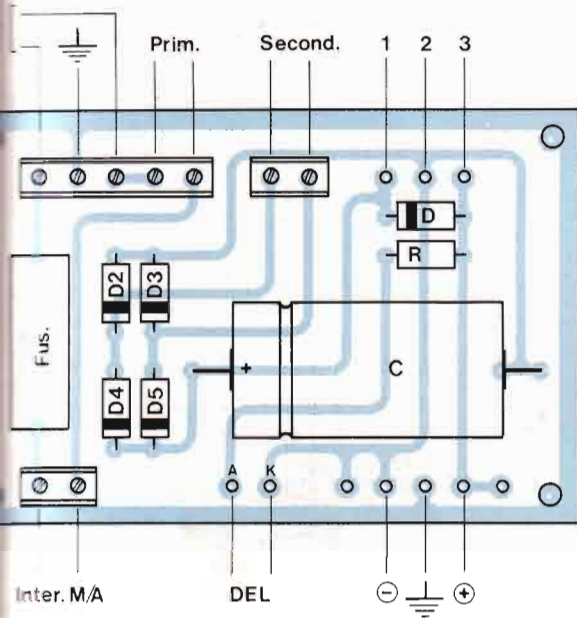 Prim. Second. 1 2 3
D
R
D2 D3
Fus.
+ C
D4 D5
A K
Inter. M/A DEL − +